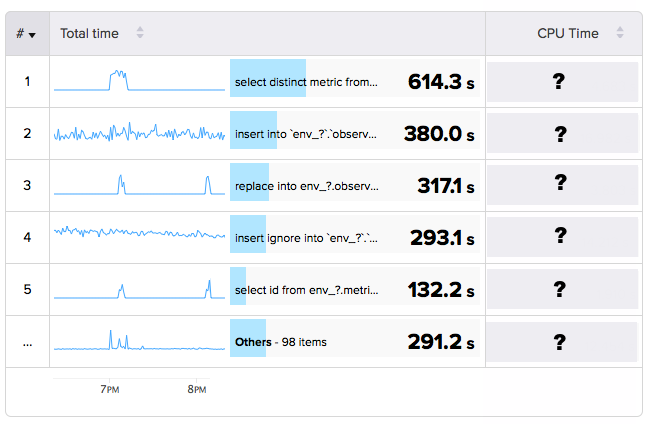 # Total time CPU Time
1 select distinct metric from... 614.3 s ?
2 insert into `env_?`.`observ... 380.0 s ?
3 replace into env_?.observ... 317.1 s ?
4 insert ignore into `env_?`.`... 293.1 s ?
5 select id from env_?.metri... 132.2 s ?
... Others - 98 items 291.2 s ?
7PM 8PM